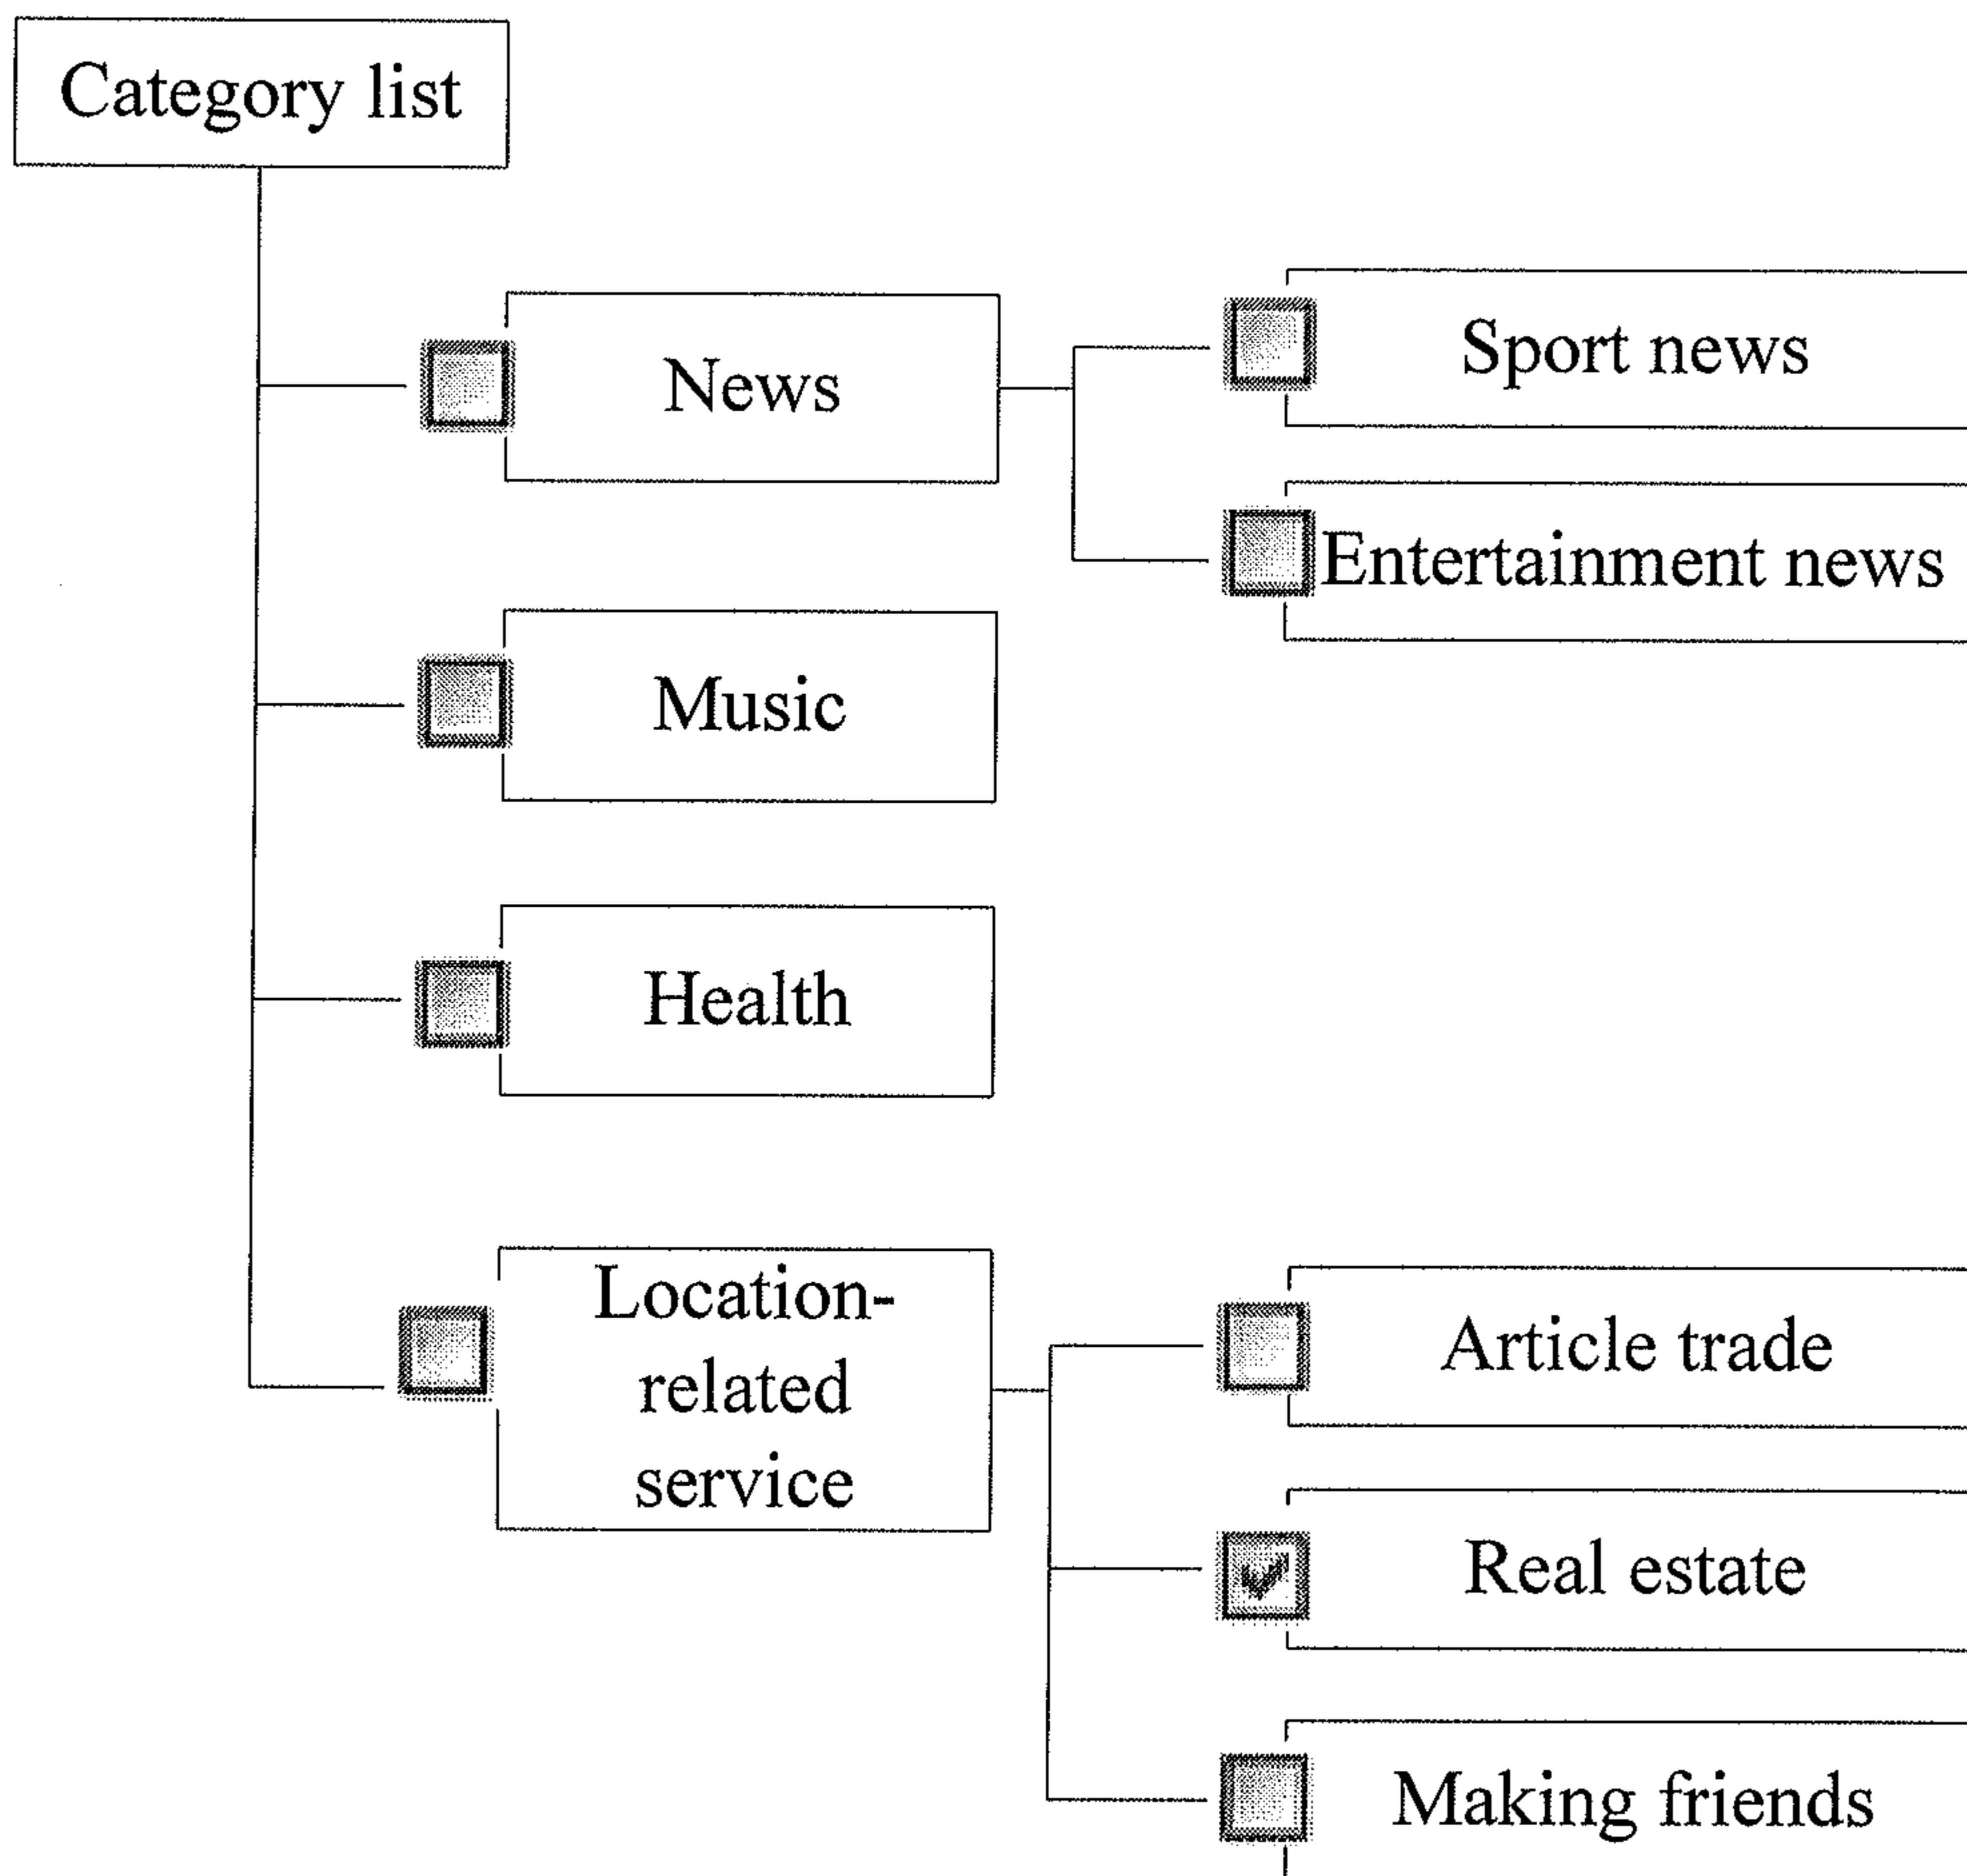 Category list
News
Sport news
Entertainment news
Music
Health
Location-
related
service
Article trade
Real estate
Making friends